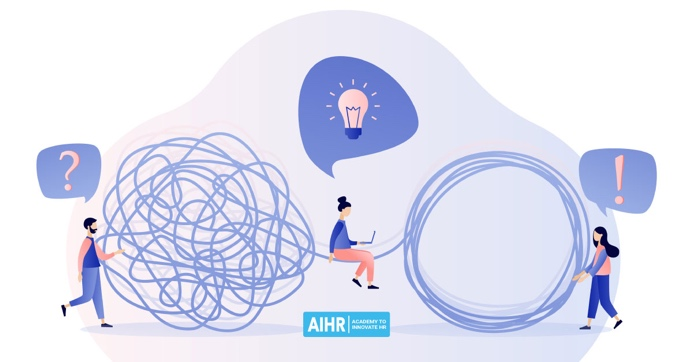 ?
!
AIHR
ACADEMY TO
INNOVATE HR